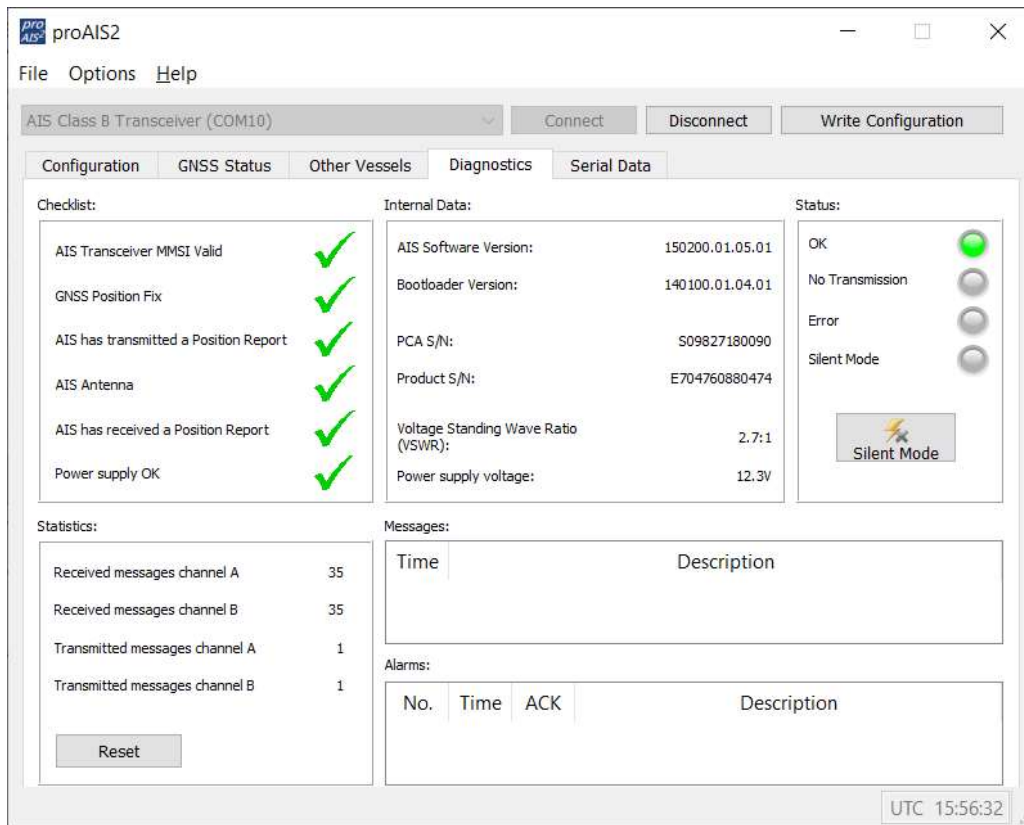 pro AIS2 proAIS2
File Options Help
AIS Class B Transceiver (COM10) Connect Disconnect Write Configuration
Configuration GNSS Status Other Vessels Diagnostics Serial Data
Checklist:
AIS Transceiver MMSI Valid
GNSS Position Fix
AIS has transmitted a Position Report
AIS Antenna
AIS has received a Position Report
Power supply OK
Internal Data:
AIS Software Version: 150200.01.05.01
Bootloader Version: 140100.01.04.01
PCA S/N: S09827180090
Product S/N: E704760880474
Voltage Standing Wave Ratio
(VSWR): 2.7:1
Power supply voltage: 12.3V
Status:
OK
No Transmission
Error
Silent Mode
Silent Mode
Statistics:
Received messages channel A 35
Received messages channel B 35
Transmitted messages channel A 1
Transmitted messages channel B 1
Reset
Messages:
Time Description
Alarms:
No. Time ACK Description
UTC 15:56:32